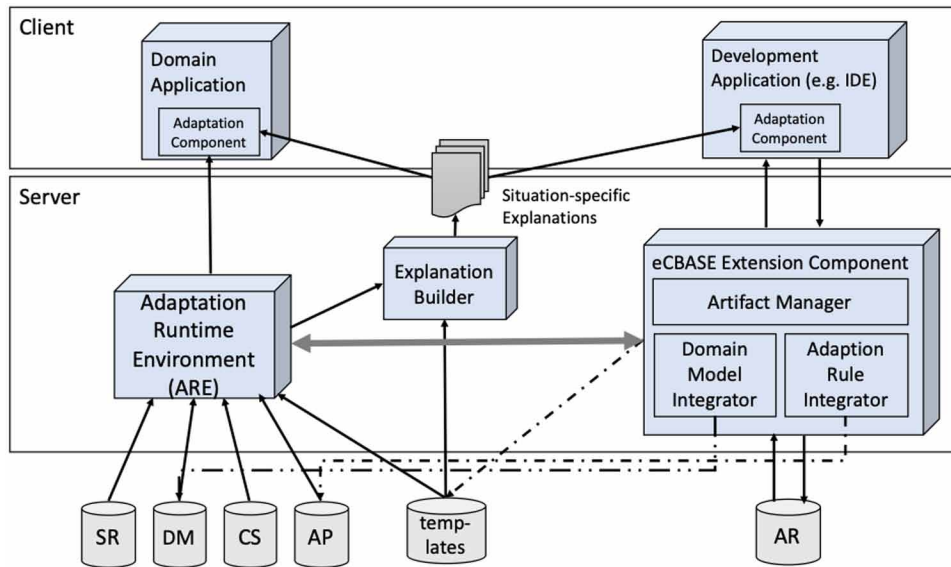 Client
Domain
Application
Adaptation
Component
Development
Application (e.g. IDE)
Adaptation
Component
Server
Situation-specific
Explanations
Explanation
Builder
Adaptation
Runtime
Environment
(ARE)
eCBASE Extension Component
Artifact Manager
Domain
Model
Integrator
Adaption
Rule
Integrator
SR
DM
CS
AP
temp-
lates
AR